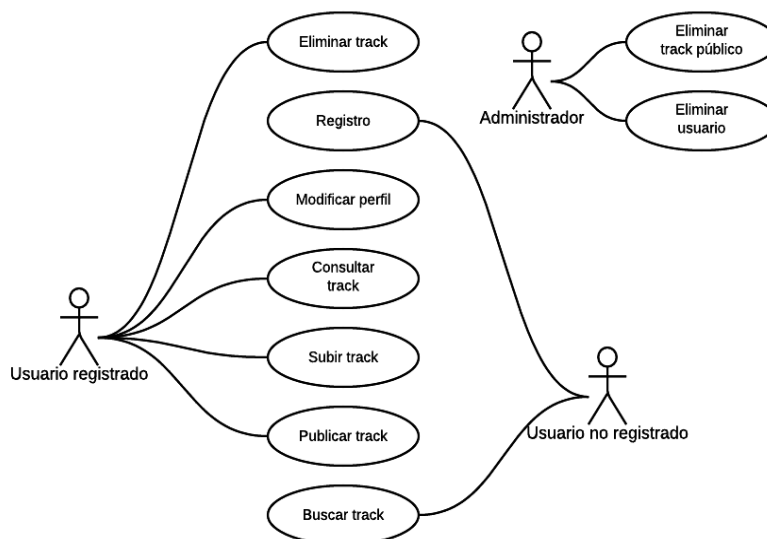 Eliminar track
Registro
Modificar perfil
Consultar
track
Subir track
Publicar track
Buscar track
Usuario registrado
Administrador
Eliminar
track público
Eliminar
usuario
Usuario no registrado